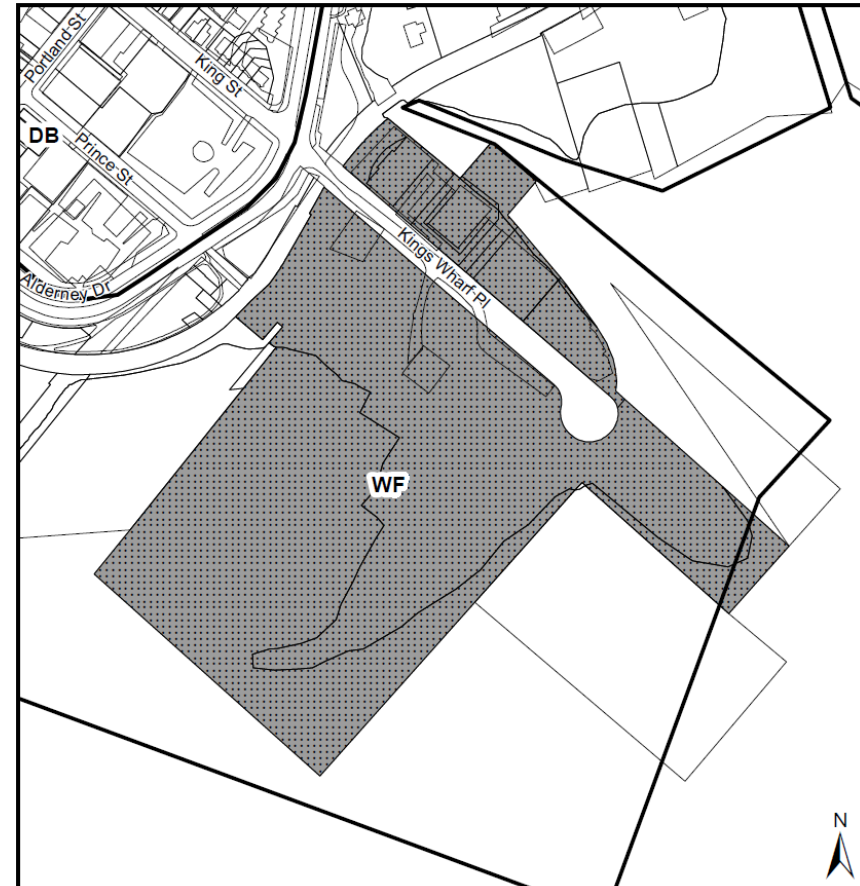 Portland St
King St
DB
Prince St
Alderney Dr
Kings Wharf Pl
WF
N